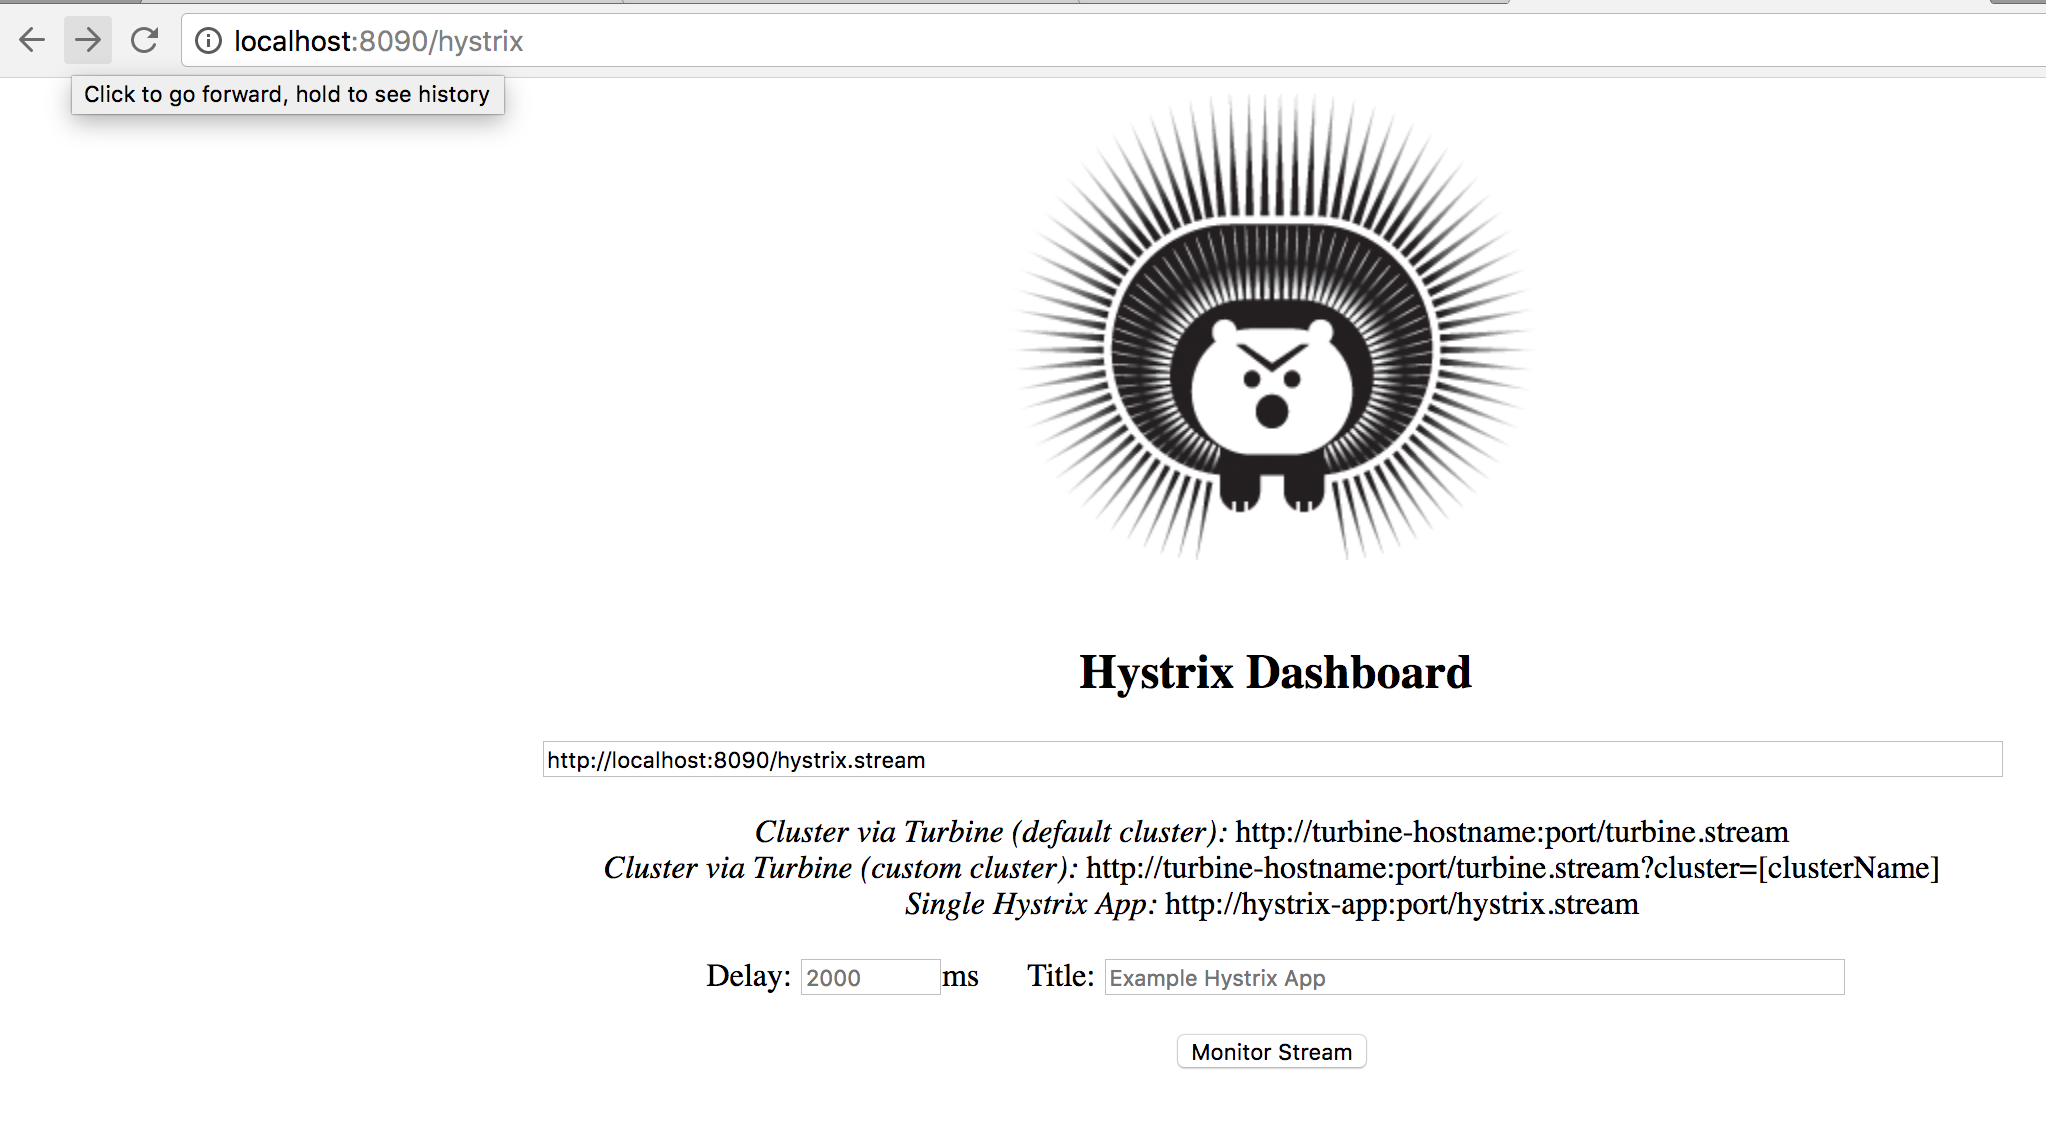 localhost:8090/hystrix
Click to go forward, hold to see history
Hystrix Dashboard
http://localhost:8090/hystrix.stream
Cluster via Turbine (default cluster): http://turbine-hostname:port/turbine.stream
Cluster via Turbine (custom cluster): http://turbine-hostname:port/turbine.stream?cluster=[clusterName]
Single Hystrix App: http://hystrix-app:port/hystrix.stream
Delay: 2000 ms Title: Example Hystrix App
Monitor Stream